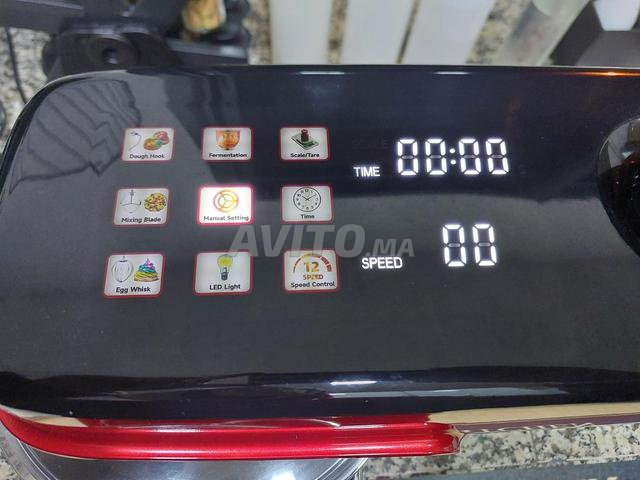 Dough Hook
Fermentation
Scale/Tare
TIME 00:00
Mixing Blade
Manual Setting
Time
AVITO.MA
SPEED 00
Egg Whisk
LED Light
12
SPEED
Speed Control